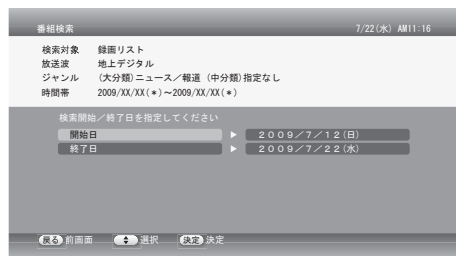 番組検索 7/22(水) AM11:16
検索対象 録画リスト
放送波 地上デジタル
ジャンル (大分類)ニュース／報道 (中分類)指定なし
時間帯 2009/XX/XX(*)～2009/XX/XX(*)
検索開始／終了日を指定してください
開始日 ▶ ２００９／７／１２(日)
終了日 ▶ ２００９／７／２２(水)
戻る 前画面 選択 決定 決定